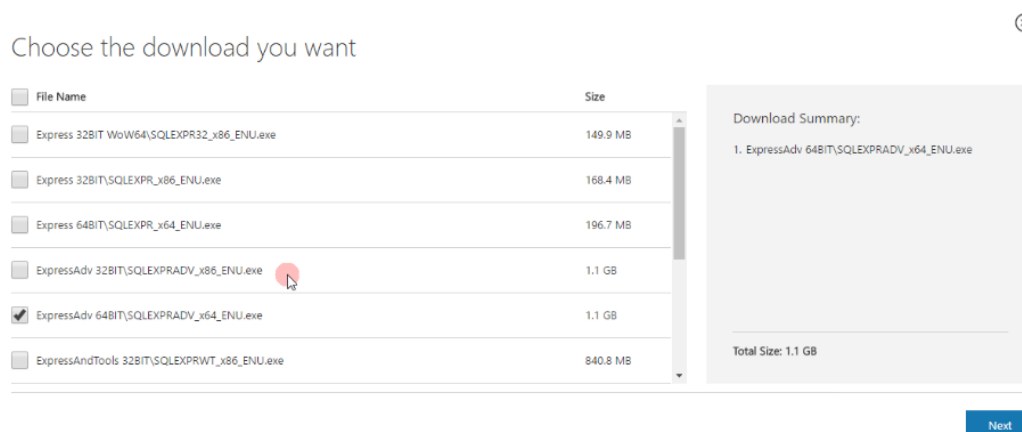 Choose the download you want
File Name Size
Express 32BIT WoW64\SQLEXPR32_x86_ENU.exe 149.9 MB
Express 32BIT\SQLEXPR_x86_ENU.exe 168.4 MB
Express 64BIT\SQLEXPR_x64_ENU.exe 196.7 MB
ExpressAdv 32BIT\SQLEXPRADV_x86_ENU.exe 1.1 GB
ExpressAdv 64BIT\SQLEXPRADV_x64_ENU.exe 1.1 GB
ExpressAndTools 32BIT\SQLEXPRWT_x86_ENU.exe 840.8 MB
Download Summary:
1. ExpressAdv 64BIT\SQLEXPRADV_x64_ENU.exe
Total Size: 1.1 GB
Next